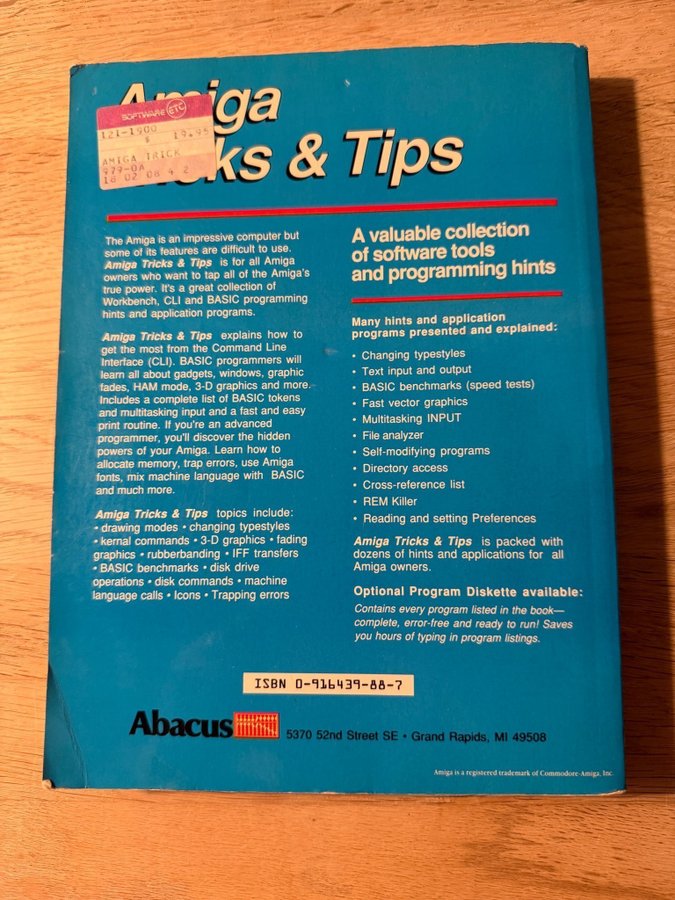 Amiga
Tricks & Tips
SOFTWARE ETC
121-1900
$ 19.95
AMIGA TRICK
979-0A
18 02 08 4 2
The Amiga is an impressive computer but
some of its features are difficult to use.
Amiga Tricks & Tips is for all Amiga
owners who want to tap all of the Amiga's
true power. It's a great collection of
Workbench, CLI and BASIC programming
hints and application programs.
Amiga Tricks & Tips explains how to
get the most from the Command Line
Interface (CLI). BASIC programmers will
learn all about gadgets, windows, graphic
fades, HAM mode, 3-D graphics and more.
Includes a complete list of BASIC tokens
and multitasking input and a fast and easy
print routine. If you're an advanced
programmer, you'll discover the hidden
powers of your Amiga. Learn how to
allocate memory, trap errors, use Amiga
fonts, mix machine language with BASIC
and much more.
Amiga Tricks & Tips topics include:
• drawing modes • changing typestyles
• kernal commands • 3-D graphics • fading
graphics • rubberbanding • IFF transfers
• BASIC benchmarks • disk drive
operations • disk commands • machine
language calls • Icons • Trapping errors
A valuable collection
of software tools
and programming hints
Many hints and application
programs presented and explained:
• Changing typestyles
• Text input and output
• BASIC benchmarks (speed tests)
• Fast vector graphics
• Multitasking INPUT
• File analyzer
• Self-modifying programs
• Directory access
• Cross-reference list
• REM Killer
• Reading and setting Preferences
Amiga Tricks & Tips is packed with
dozens of hints and applications for all
Amiga owners.
Optional Program Diskette available:
Contains every program listed in the book—
complete, error-free and ready to run! Saves
you hours of typing in program listings.
ISBN 0-916439-88-7
Abacus
5370 52nd Street SE • Grand Rapids, MI 49508
Amiga is a registered trademark of Commodore-Amiga, Inc.